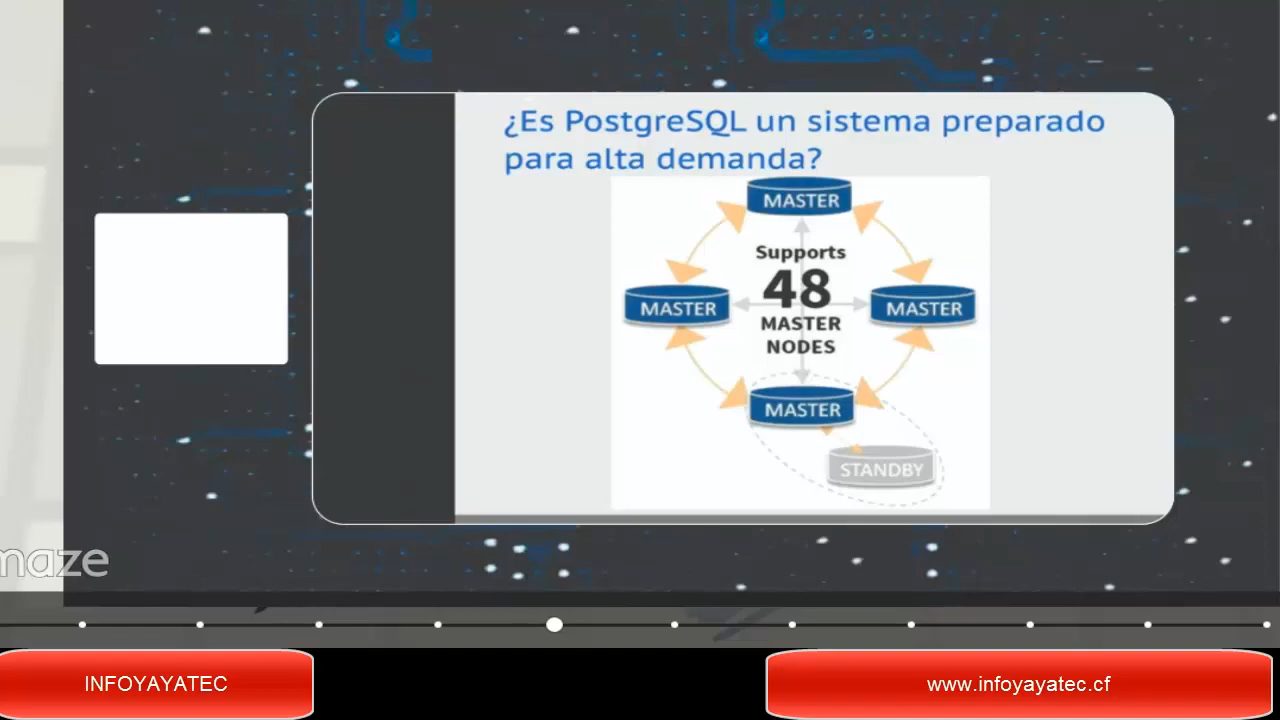 ¿Es PostgreSQL un sistema preparado
para alta demanda?
MASTER
Supports
48
MASTER
MASTER
MASTER
NODES
MASTER
STANDBY
maze
INFOYAYATEC
www.infoyayatec.cf